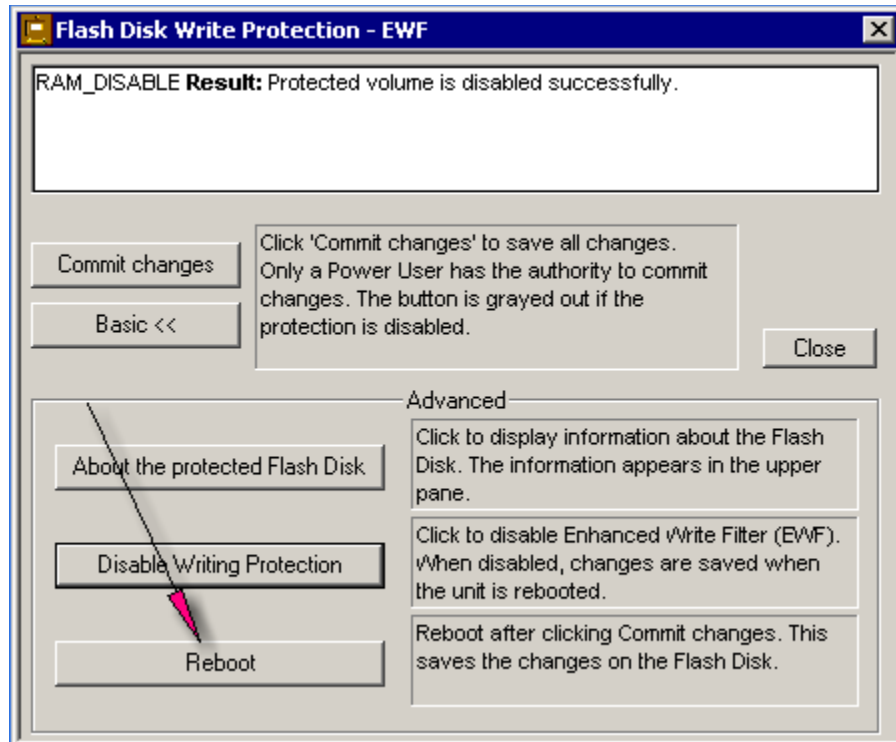 Flash Disk Write Protection - EWF
RAM_DISABLE Result: Protected volume is disabled successfully.
Commit changes
Click 'Commit changes' to save all changes.
Only a Power User has the authority to commit
changes. The button is grayed out if the
protection is disabled.
Basic <<
Close
Advanced
About the protected Flash Disk
Click to display information about the Flash
Disk. The information appears in the upper
pane.
Disable Writing Protection
Click to disable Enhanced Write Filter (EWF).
When disabled, changes are saved when
the unit is rebooted.
Reboot
Reboot after clicking Commit changes. This
saves the changes on the Flash Disk.